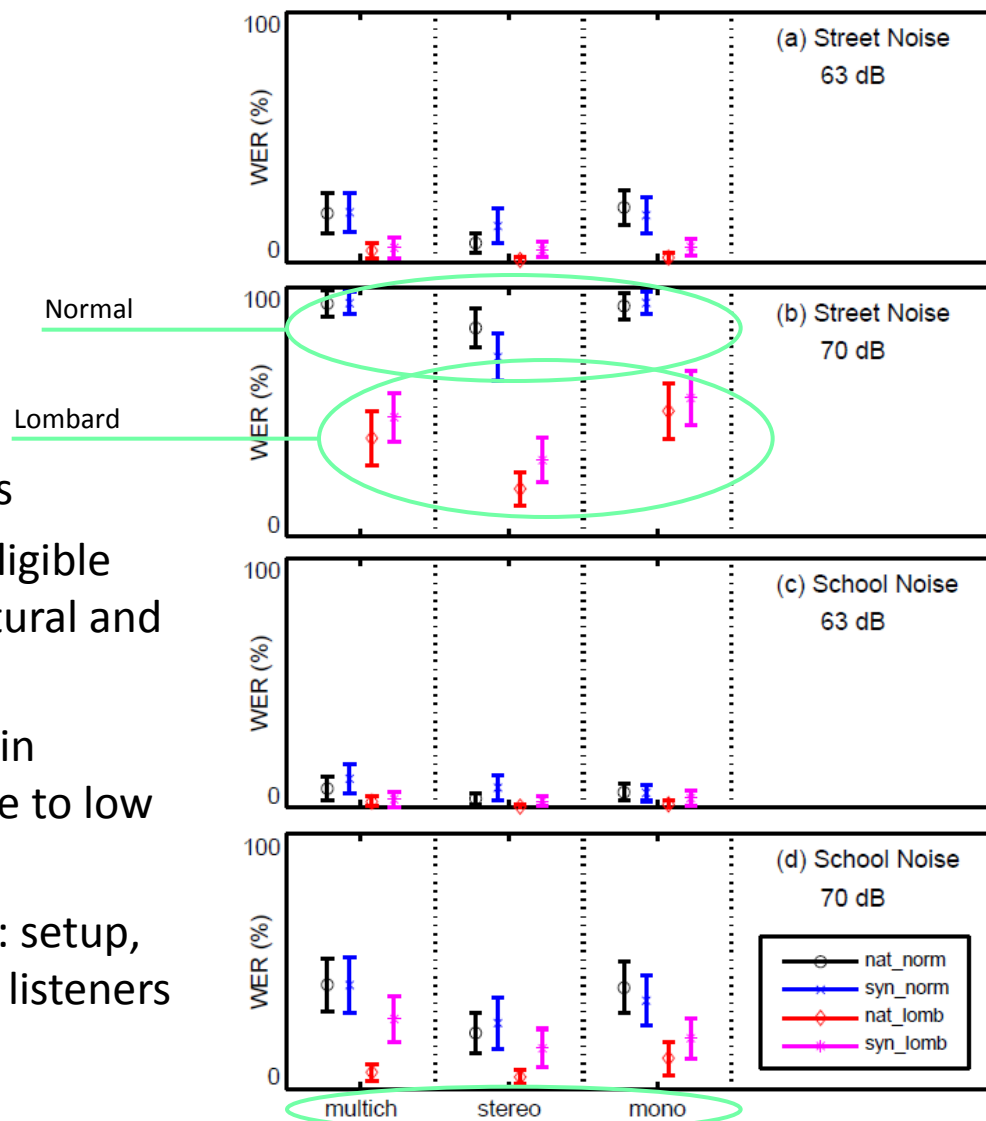 100
WER (%)
0
(a) Street Noise
63 dB
Normal
Lombard
100
WER (%)
0
(b) Street Noise
70 dB
s
ligible
tural and
in
e to low
: setup,
listeners
100
WER (%)
0
(c) School Noise
63 dB
100
WER (%)
0
(d) School Noise
70 dB
nat_norm
syn_norm
nat_lomb
syn_lomb
multich stereo mono